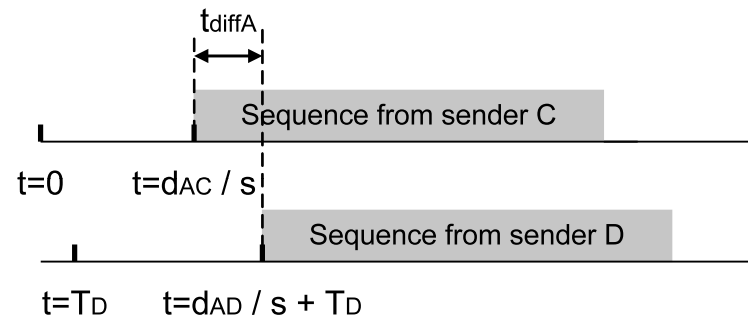 tdiffA
Sequence from sender C
t=0 t=dAC / s
Sequence from sender D
t=TD t=dAD / s + TD